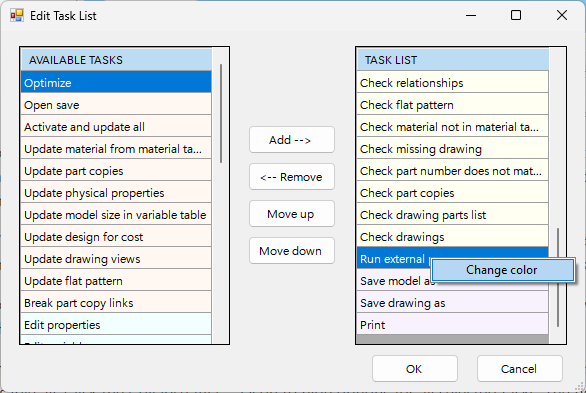 Edit Task List
AVAILABLE TASKS
Optimize
Open save
Activate and update all
Update material from material ta...
Update part copies
Update physical properties
Update model size in variable table
Update design for cost
Update drawing views
Update flat pattern
Break part copy links
Edit properties
Add -->
<-- Remove
Move up
Move down
TASK LIST
Check relationships
Check flat pattern
Check material not in material ta...
Check missing drawing
Check part number does not mat...
Check part copies
Check drawing parts list
Check drawings
Run external
Change color
Save model as
Save drawing as
Print
OK
Cancel